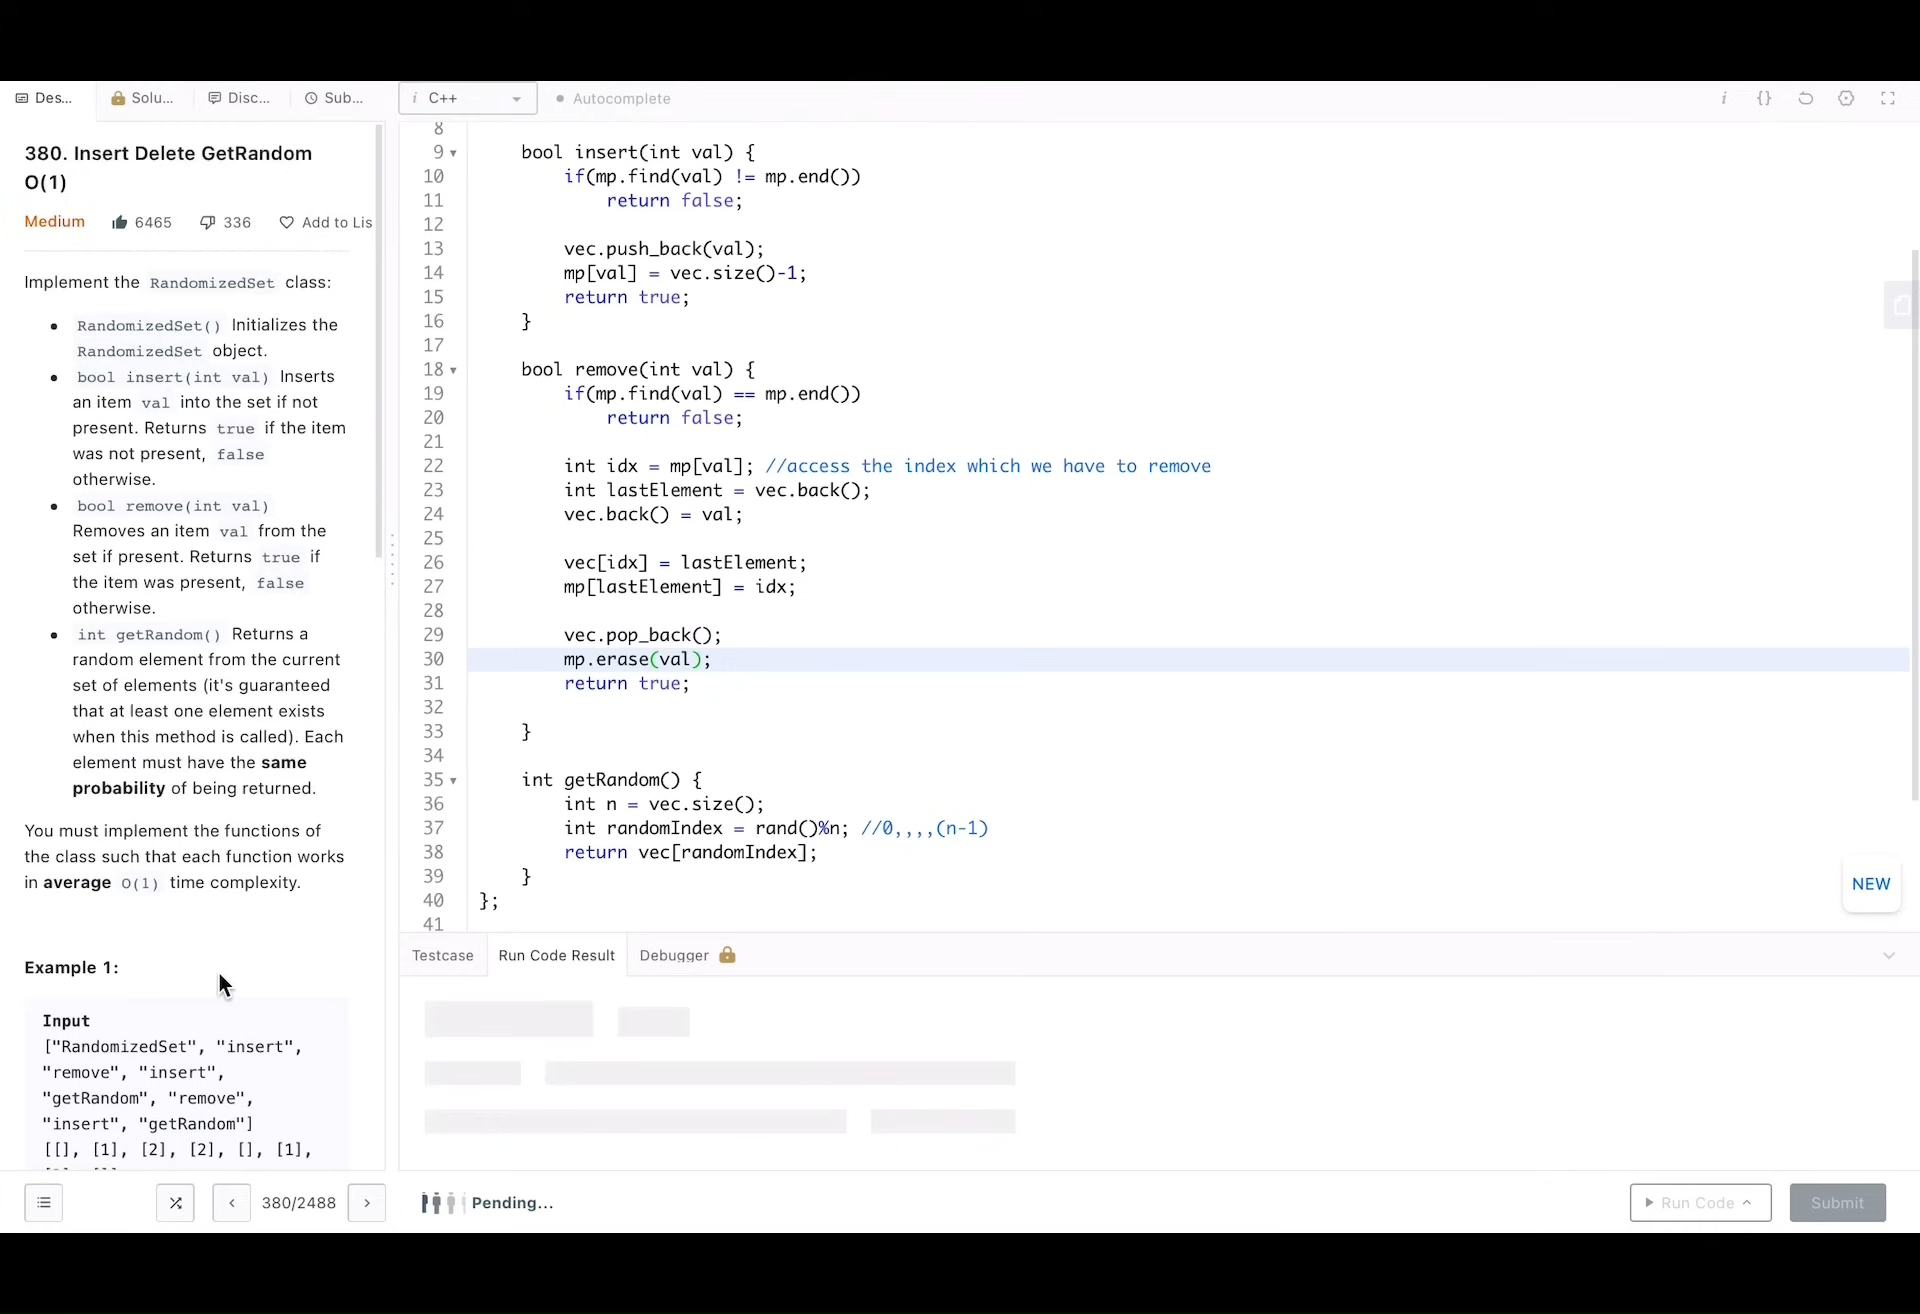 Des...
Solu...
Disc...
Sub...
i C++
Autocomplete
380. Insert Delete GetRandom
O(1)
Medium 6465 336 Add to Lis
Implement the RandomizedSet class:
RandomizedSet() Initializes the
RandomizedSet object.
bool insert(int val) Inserts
an item val into the set if not
present. Returns true if the item
was not present, false
otherwise.
bool remove(int val)
Removes an item val from the
set if present. Returns true if
the item was present, false
otherwise.
int getRandom() Returns a
random element from the current
set of elements (it's guaranteed
that at least one element exists
when this method is called). Each
element must have the same
probability of being returned.
You must implement the functions of
the class such that each function works
in average O(1) time complexity.
Example 1:
Input
["RandomizedSet", "insert",
"remove", "insert",
"getRandom", "remove",
"insert", "getRandom"]
[[], [1], [2], [2], [], [1],
8
9 bool insert(int val) {
10 if(mp.find(val) != mp.end())
11 return false;
12
13 vec.push_back(val);
14 mp[val] = vec.size()-1;
15 return true;
16 }
17
18 bool remove(int val) {
19 if(mp.find(val) == mp.end())
20 return false;
21
22 int idx = mp[val]; //access the index which we have to remove
23 int lastElement = vec.back();
24 vec.back() = val;
25
26 vec[idx] = lastElement;
27 mp[lastElement] = idx;
28
29 vec.pop_back();
30 mp.erase(val);
31 return true;
32
33 }
34
35 int getRandom() {
36 int n = vec.size();
37 int randomIndex = rand()%n; //0,,,,(n-1)
38 return vec[randomIndex];
39 }
40 };
41
NEW
Testcase
Run Code Result
Debugger
380/2488
Pending...
Run Code
Submit